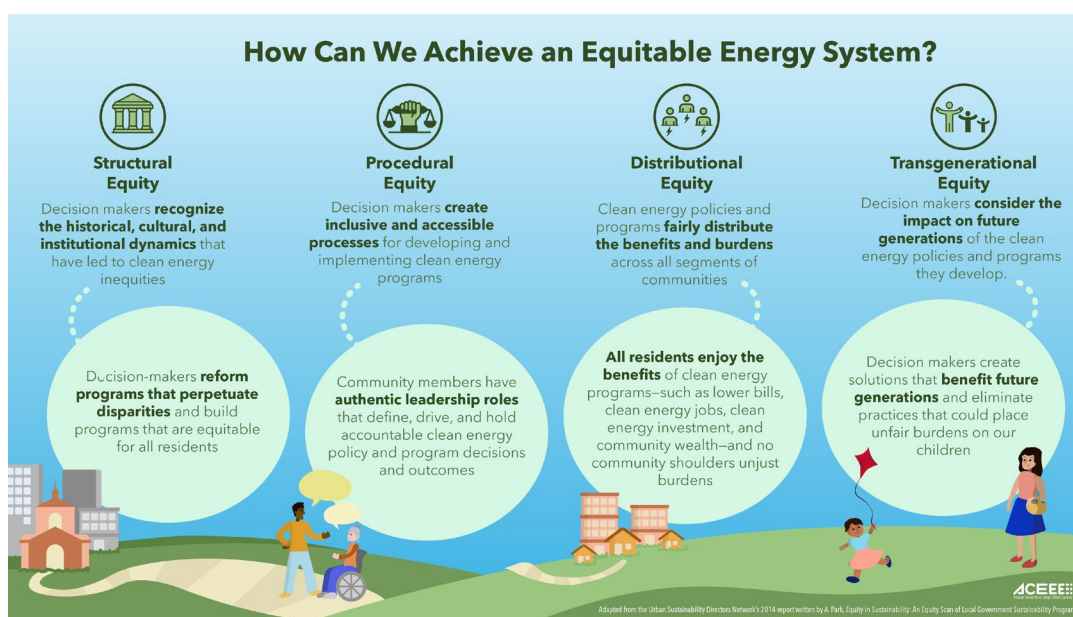 How Can We Achieve an Equitable Energy System?
Structural
Equity
Decision makers recognize
the historical, cultural, and
institutional dynamics that
have led to clean energy
inequities
Decision-makers reform
programs that perpetuate
disparities and build
programs that are equitable
for all residents
Procedural
Equity
Decision makers create
inclusive and accessible
processes for developing and
implementing clean energy
programs
Community members have
authentic leadership roles
that define, drive, and hold
accountable clean energy
policy and program decisions
and outcomes
Distributional
Equity
Clean energy policies and
programs fairly distribute
the benefits and burdens
across all segments of
communities
All residents enjoy the
benefits of clean energy
programs—such as lower bills,
clean energy jobs, clean
energy investment, and
community wealth—and no
community shoulders unjust
burdens
Transgenerational
Equity
Decision makers consider the
impact on future
generations of the clean
energy policies and programs
they develop.
Decision makers create
solutions that benefit future
generations and eliminate
practices that could place
unfair burdens on our
children
ACEEE
Adapted from the Urban Sustainability Directors Network's 2014 report written by A. Park, Equity in Sustainability: An Equity Scan of Local Government Sustainability Program